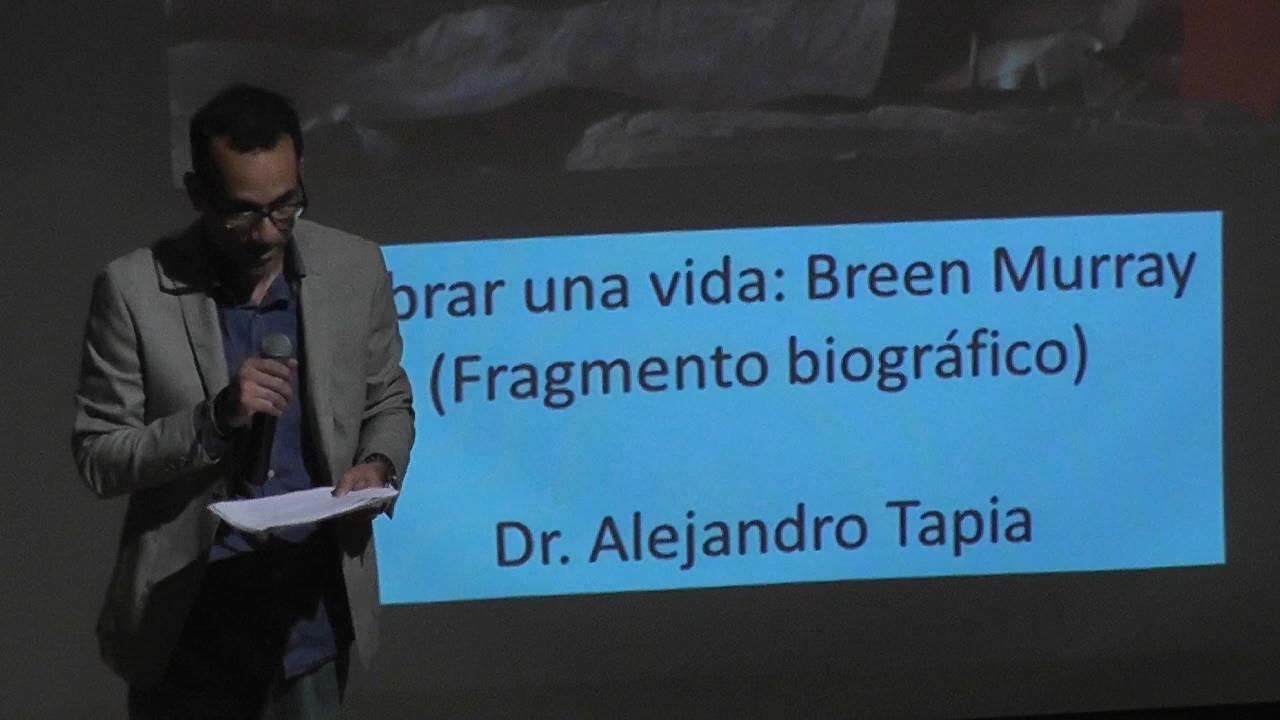 brar una vida: Breen Murray
(Fragmento biográfico)
Dr. Alejandro Tapia